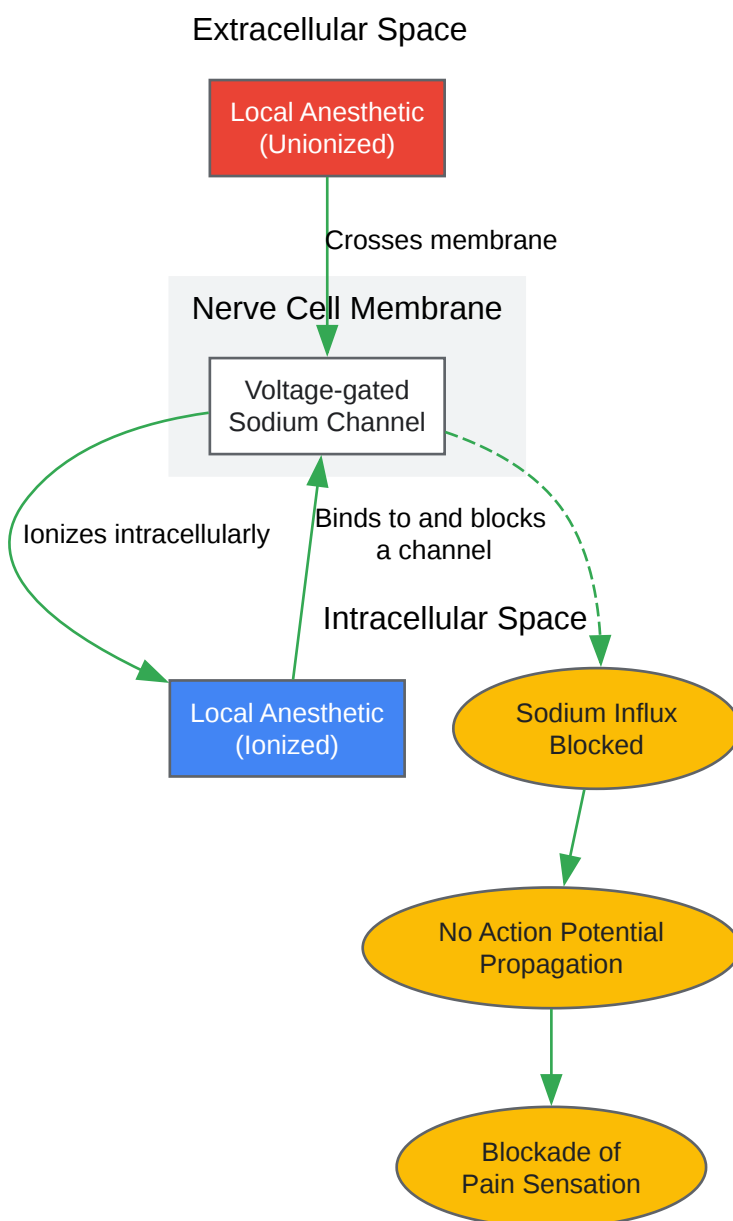 Extracellular Space
Local Anesthetic
(Unionized)
Crosses membrane
Nerve Cell Membrane
Voltage-gated
Sodium Channel
Ionizes intracellularly
Binds to and blocks
a channel
Intracellular Space
Local Anesthetic
(Ionized)
Sodium Influx
Blocked
No Action Potential
Propagation
Blockade of
Pain Sensation